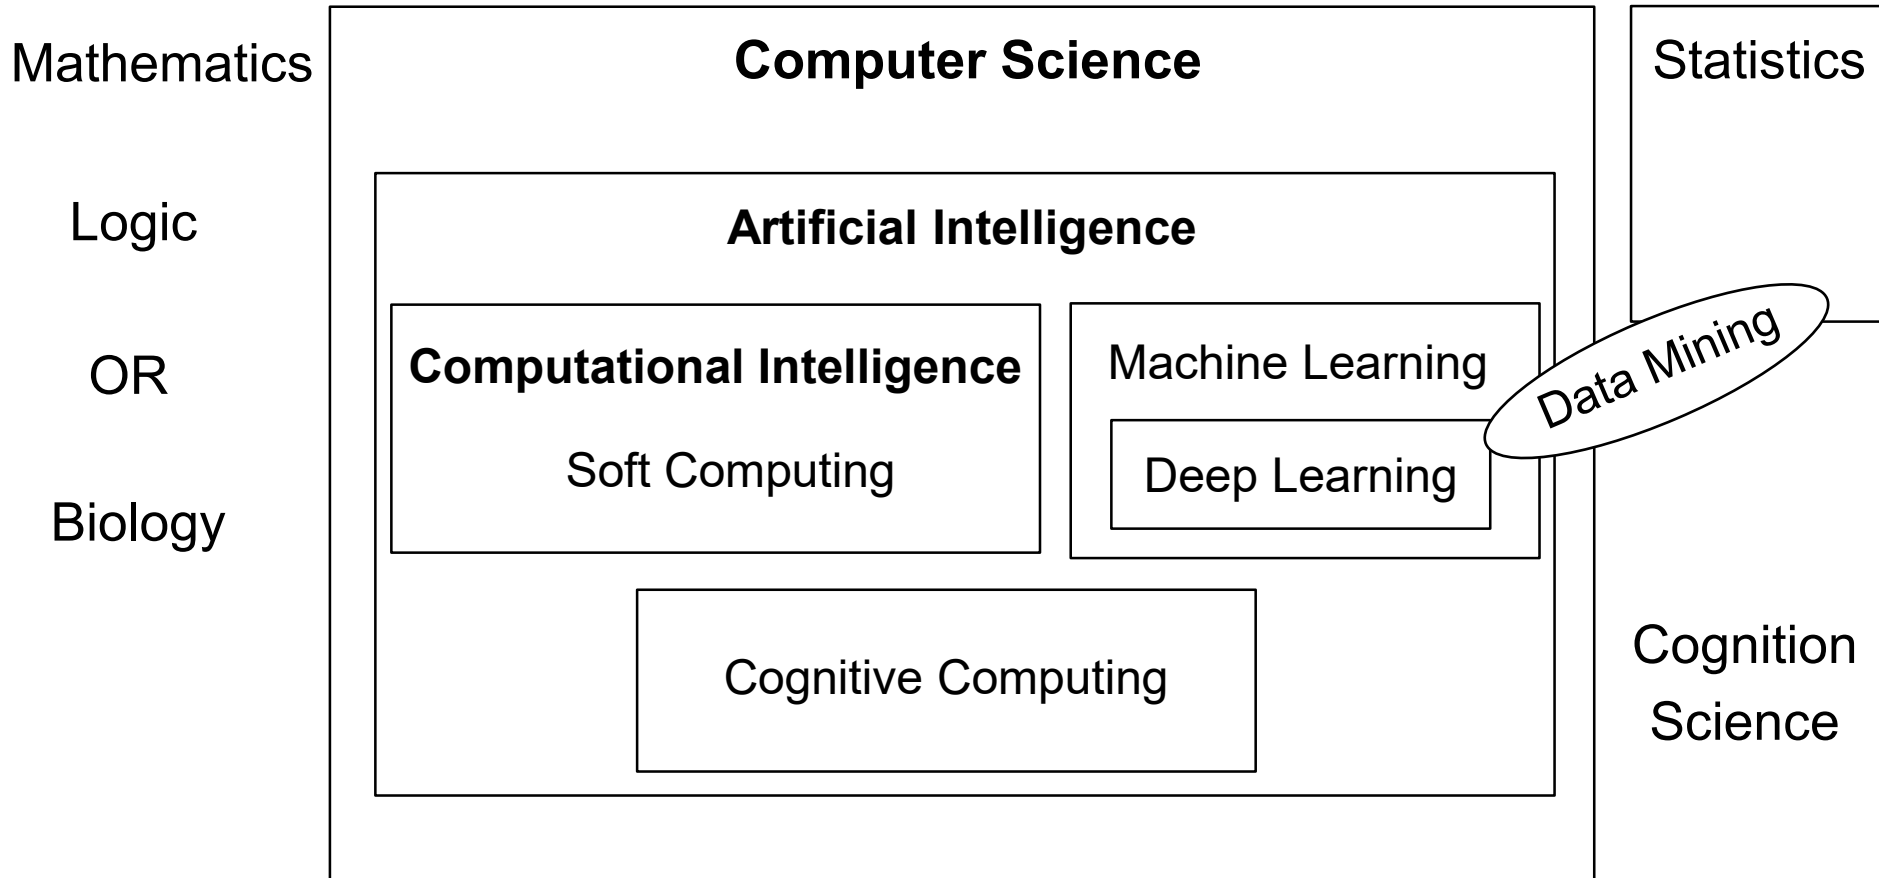 Mathematics
Computer Science
Statistics
Logic
Artificial Intelligence
OR
Computational Intelligence
Machine Learning
Data Mining
Soft Computing
Deep Learning
Biology
Cognitive Computing
Cognition
Science